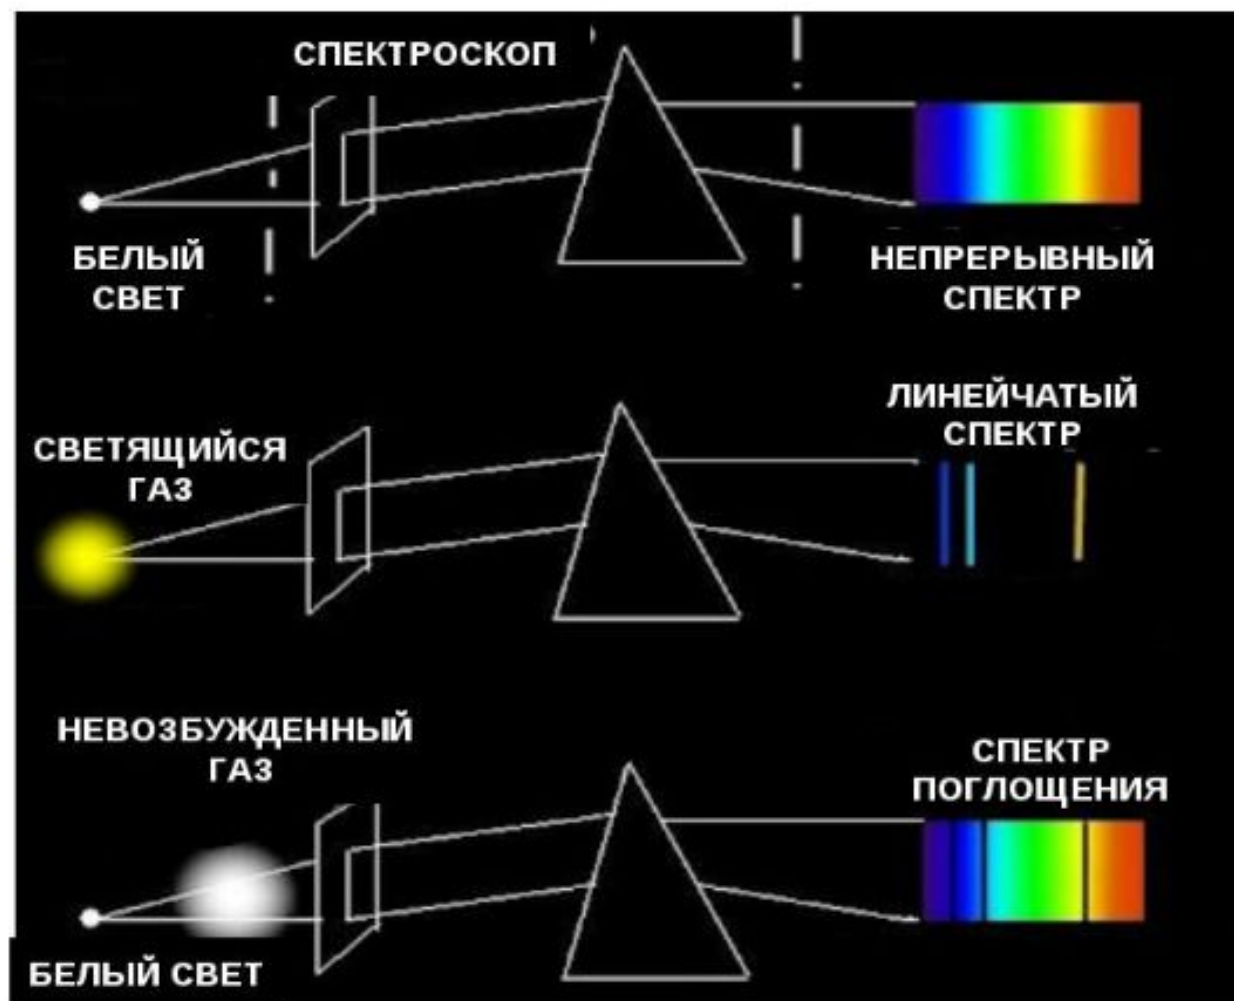 СПЕКТРОСКОП
БЕЛЫЙ
СВЕТ
НЕПРЕРЫВНЫЙ
СПЕКТР
СВЕТЯЩИЙСЯ
ГАЗ
ЛИНЕЙЧАТЫЙ
СПЕКТР
НЕВОЗБУЖДЕННЫЙ
ГАЗ
СПЕКТР
ПОГЛОЩЕНИЯ
БЕЛЫЙ СВЕТ